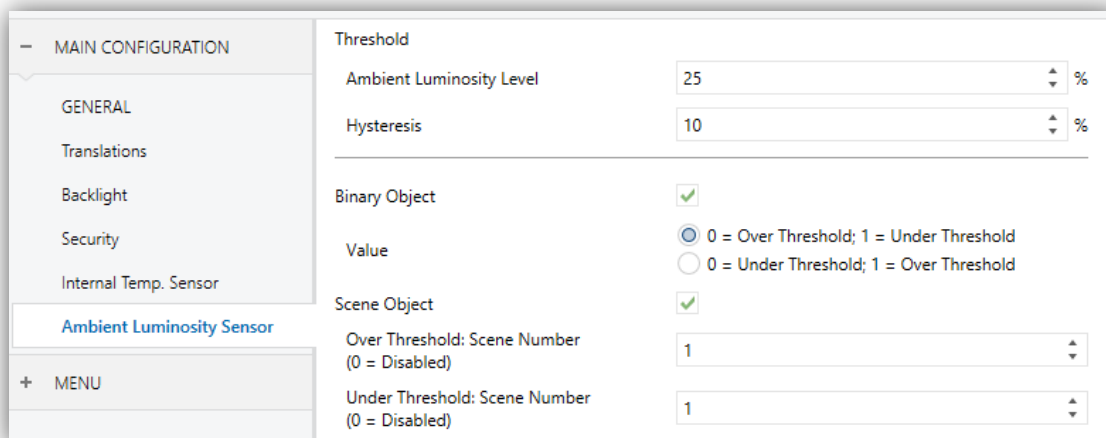 MAIN CONFIGURATION
GENERAL
Translations
Backlight
Security
Internal Temp. Sensor
Ambient Luminosity Sensor
MENU
Threshold
Ambient Luminosity Level 25 %
Hysteresis 10 %
Binary Object
Value
0 = Over Threshold; 1 = Under Threshold
0 = Under Threshold; 1 = Over Threshold
Scene Object
Over Threshold: Scene Number
(0 = Disabled)
1
Under Threshold: Scene Number
(0 = Disabled)
1